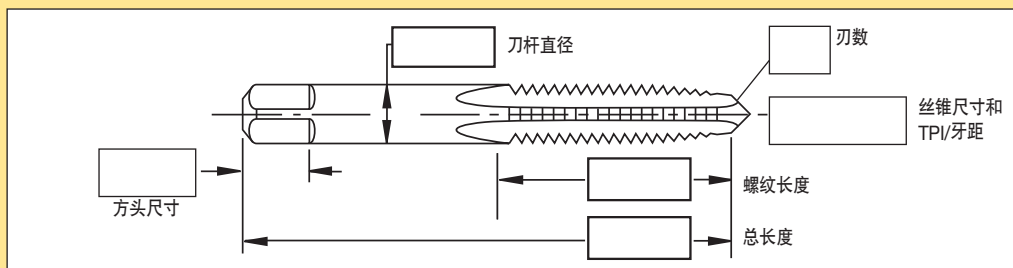 刀杆直径
刃数
丝锥尺寸和
TPI/牙距
方头尺寸
螺纹长度
总长度